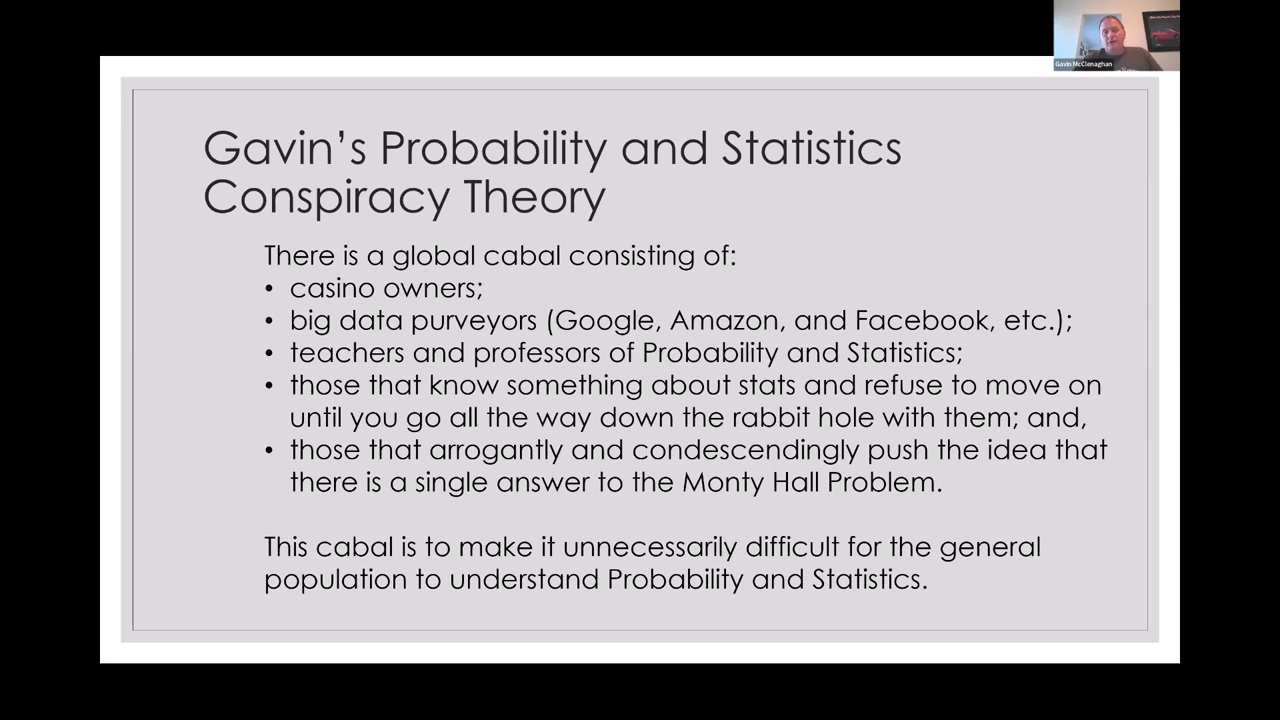 Gavin McClenaghan
Gavin’s Probability and Statistics
Conspiracy Theory
There is a global cabal consisting of:
• casino owners;
• big data purveyors (Google, Amazon, and Facebook, etc.);
• teachers and professors of Probability and Statistics;
• those that know something about stats and refuse to move on
until you go all the way down the rabbit hole with them; and,
• those that arrogantly and condescendingly push the idea that
there is a single answer to the Monty Hall Problem.
This cabal is to make it unnecessarily difficult for the general
population to understand Probability and Statistics.